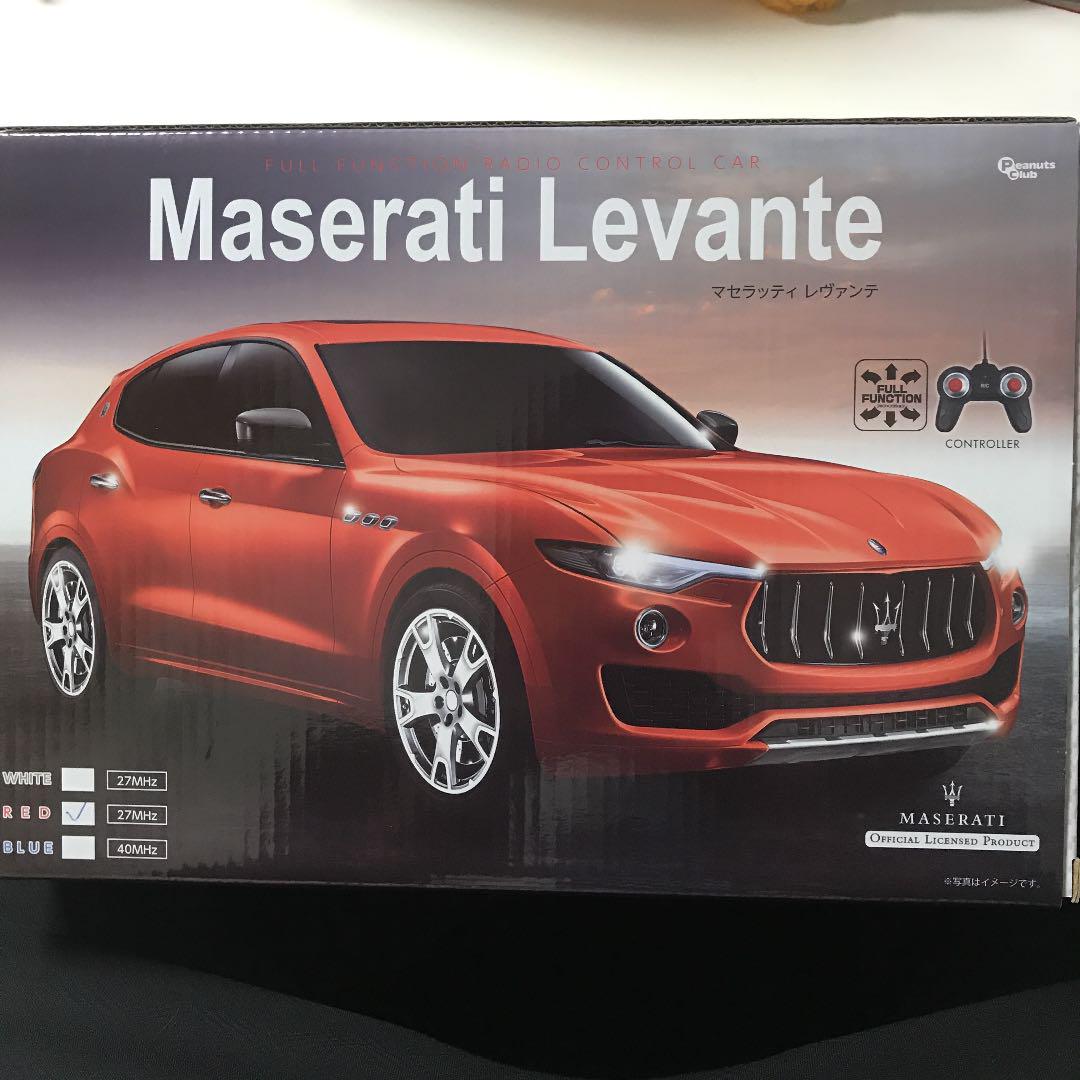 FULL FUNCTION RADIO CONTROL CAR
Peanuts Club
Maserati Levante
マセラッティ レヴァンテ
FULL
FUNCTION
R/C
CONTROLLER
WHITE 27MHz
RED 27MHz
BLUE 40MHz
MASERATI
OFFICIAL LICENSED PRODUCT
※写真はイメージです。